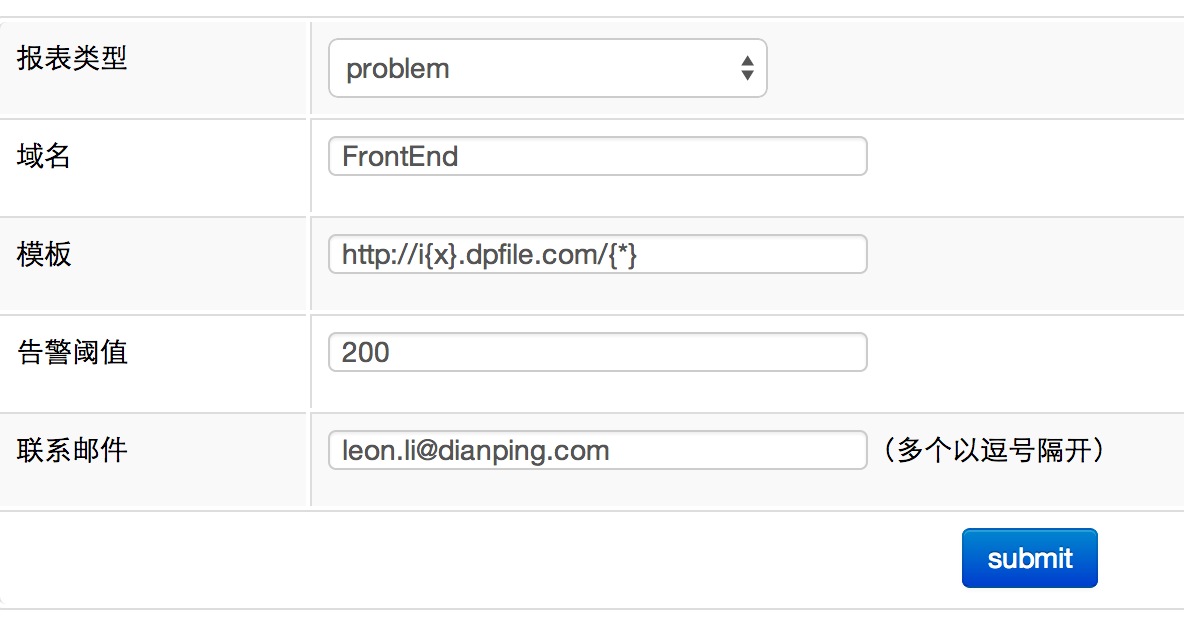 报表类型 problem
域名 FrontEnd
模板 http://i{x}.dpfile.com/{*}
告警阈值 200
联系邮件 leon.li@dianping.com （多个以逗号隔开）
submit